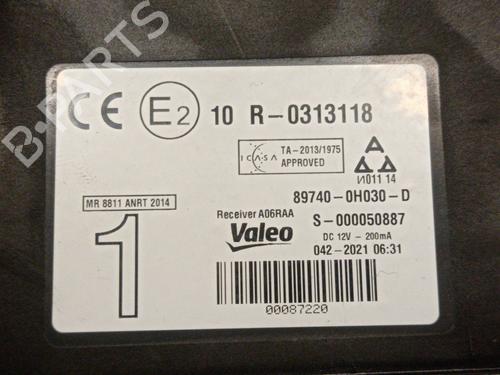 B-PARTS
CE E2 10 R-0313118
ICASA TA-2013/1975
APPROVED
И011 14
89740-0H030-D
MR 8811 ANRT 2014
Receiver A06RAA S-000050887
1
Valeo DC 12V - 200mA
042-2021 06:31
00087220